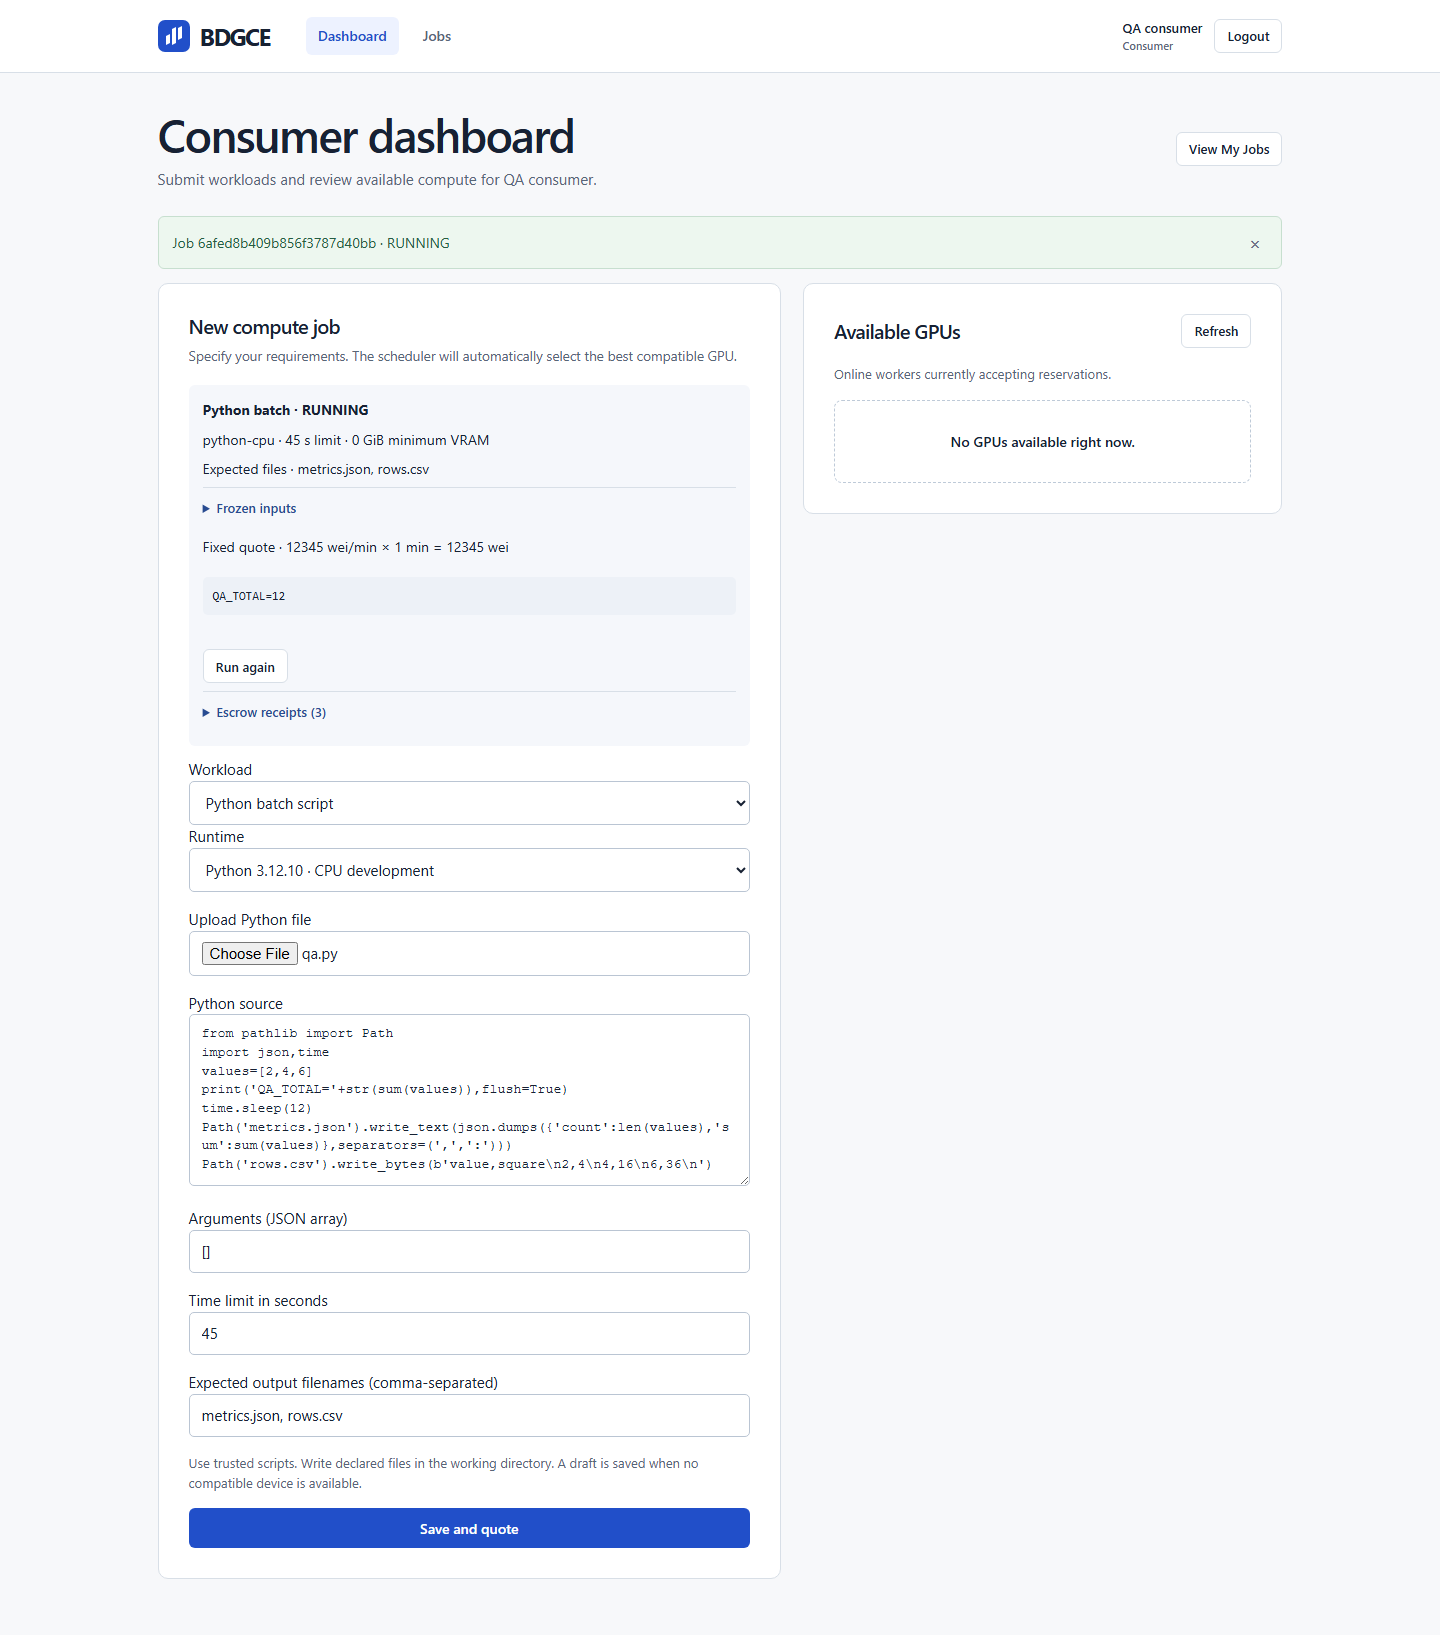 BDGCE
Dashboard
Jobs
QA consumer
Consumer
Logout
Consumer dashboard
Submit workloads and review available compute for QA consumer.
View My Jobs
Job 6afed8b409b856f3787d40bb · RUNNING
×
New compute job
Specify your requirements. The scheduler will automatically select the best compatible GPU.
Python batch · RUNNING
python-cpu · 45 s limit · 0 GiB minimum VRAM
Expected files · metrics.json, rows.csv
Frozen inputs
Fixed quote · 12345 wei/min × 1 min = 12345 wei
QA_TOTAL=12
Run again
Escrow receipts (3)
Workload
Python batch script
Runtime
Python 3.12.10 · CPU development
Upload Python file
Choose File qa.py
Python source
from pathlib import Path
import json,time
values=[2,4,6]
print('QA_TOTAL='+str(sum(values)),flush=True)
time.sleep(12)
Path('metrics.json').write_text(json.dumps({'count':len(values),'s
um':sum(values)},separators=(',',':')))
Path('rows.csv').write_bytes(b'value,square\n2,4\n4,16\n6,36\n')
Arguments (JSON array)
[]
Time limit in seconds
45
Expected output filenames (comma-separated)
metrics.json, rows.csv
Use trusted scripts. Write declared files in the working directory. A draft is saved when no
compatible device is available.
Save and quote
Available GPUs
Refresh
Online workers currently accepting reservations.
No GPUs available right now.